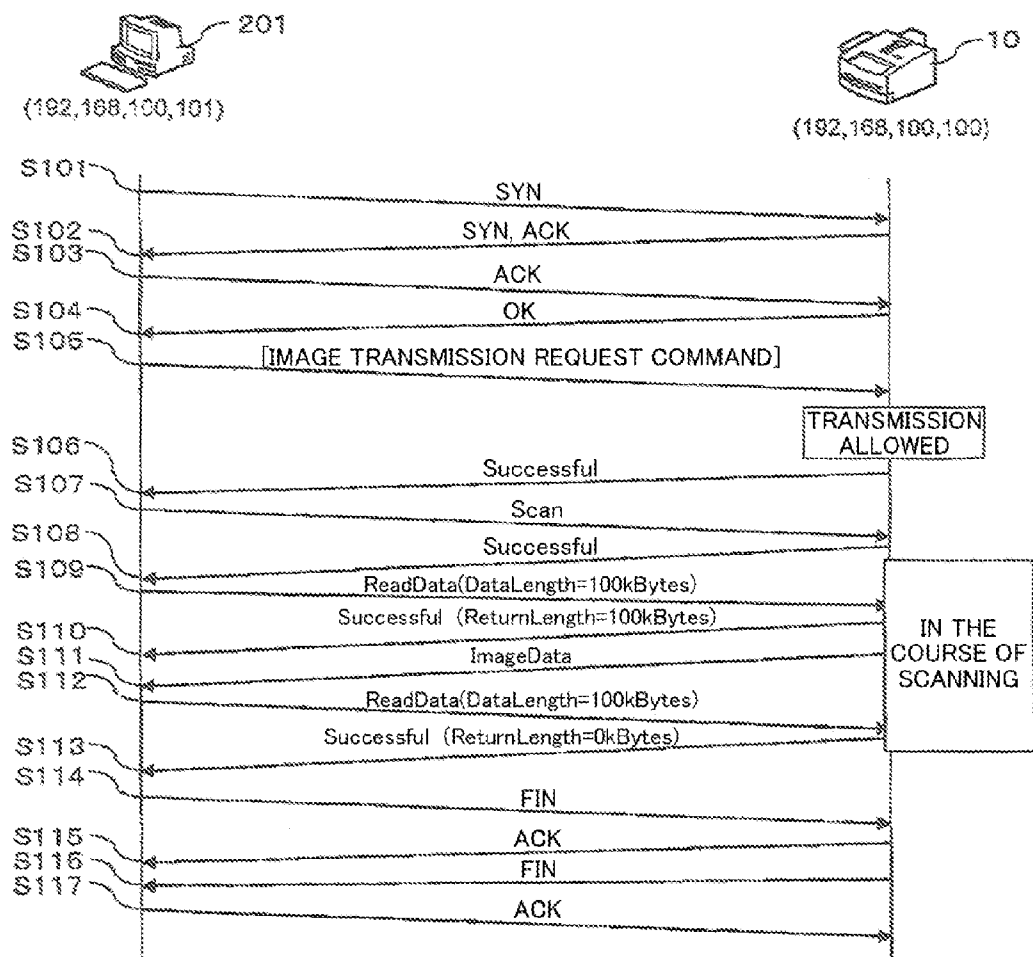 201
10
(192,168,100,101)
(192,168,100,100)
S101
SYN
S102
SYN, ACK
S103
ACK
S104
OK
S105
[IMAGE TRANSMISSION REQUEST COMMAND]
TRANSMISSION
ALLOWED
S106
Successful
S107
Scan
S108
Successful
S109
ReadData(DataLength=100kBytes)
S110
Successful (ReturnLength=100kBytes)
S111
ImageData
S112
ReadData(DataLength=100kBytes)
IN THE
COURSE OF
SCANNING
S113
Successful (ReturnLength=0kBytes)
S114
FIN
S115
ACK
S116
FIN
S117
ACK